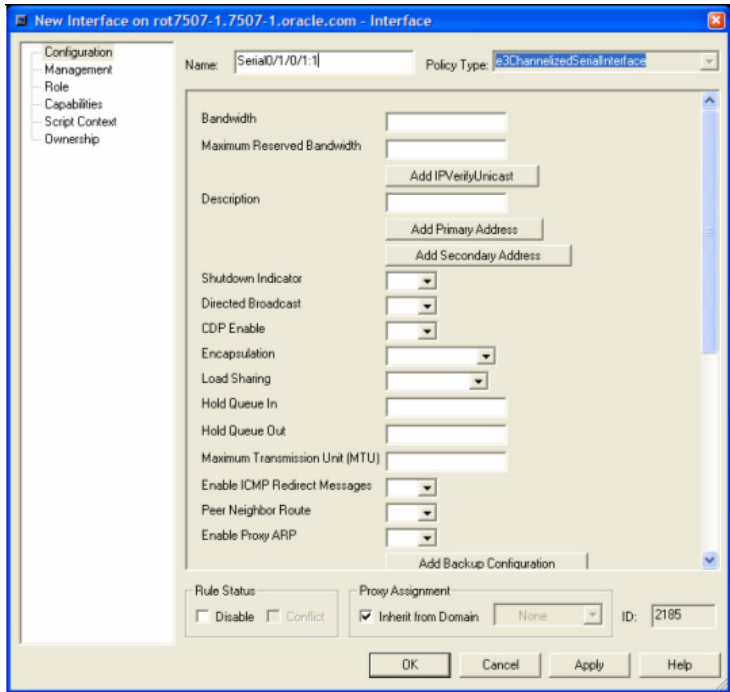 New Interface on rot7507-1.7507-1.oracle.com - Interface
Configuration
Management
Role
Capabilities
Script Context
Ownership
Name: Serial0/1/0/1:1 Policy Type: e3ChannelizedSerialInterface
Bandwidth
Maximum Reserved Bandwidth
Add IPVerifyUnicast
Description
Add Primary Address
Add Secondary Address
Shutdown Indicator
Directed Broadcast
CDP Enable
Encapsulation
Load Sharing
Hold Queue In
Hold Queue Out
Maximum Transmission Unit (MTU)
Enable ICMP Redirect Messages
Peer Neighbor Route
Enable Proxy ARP
Add Backup Configuration
Rule Status Proxy Assignment
Disable Conflict Inherit from Domain None ID: 2185
OK Cancel Apply Help